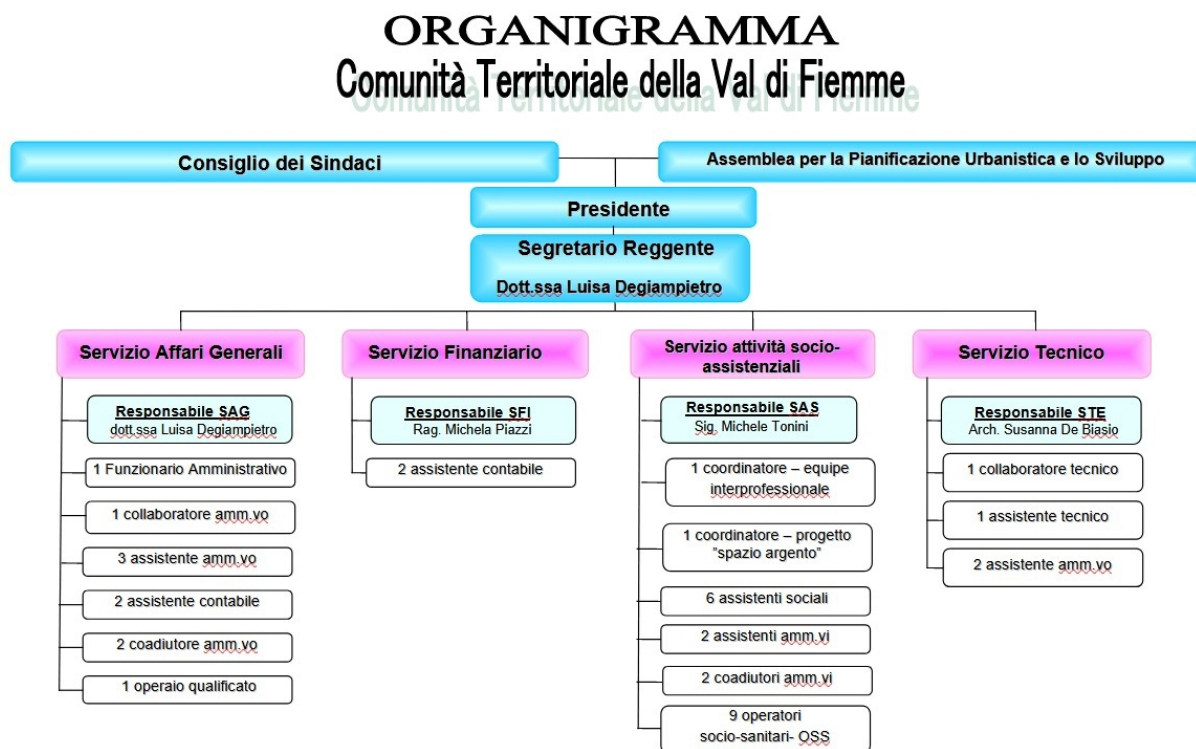 ORGANIGRAMMA
Comunità Territoriale della Val di Fiemme
Consiglio dei Sindaci
Assemblea per la Pianificazione Urbanistica e lo Sviluppo
Presidente
Segretario Reggente
Dott.ssa Luisa Degiampietro
Servizio Affari Generali
Responsabile SAG
dott.ssa Luisa Degiampietro
1 Funzionario Amministrativo
1 collaboratore amm.vo
3 assistente amm.vo
2 assistente contabile
2 coadiutore amm.vo
1 operaio qualificato
Servizio Finanziario
Responsabile SFI
Rag. Michela Piazzi
2 assistente contabile
Servizio attività socio-
assistenziali
Responsabile SAS
Sig. Michele Tonini
1 coordinatore – equipe
interprofessionale
1 coordinatore – progetto
"spazio argento"
6 assistenti sociali
2 assistenti amm.vi
2 coadiutori amm.vi
9 operatori
socio-sanitari- OSS
Servizio Tecnico
Responsabile STE
Arch. Susanna De Biasio
1 collaboratore tecnico
1 assistente tecnico
2 assistente amm.vo